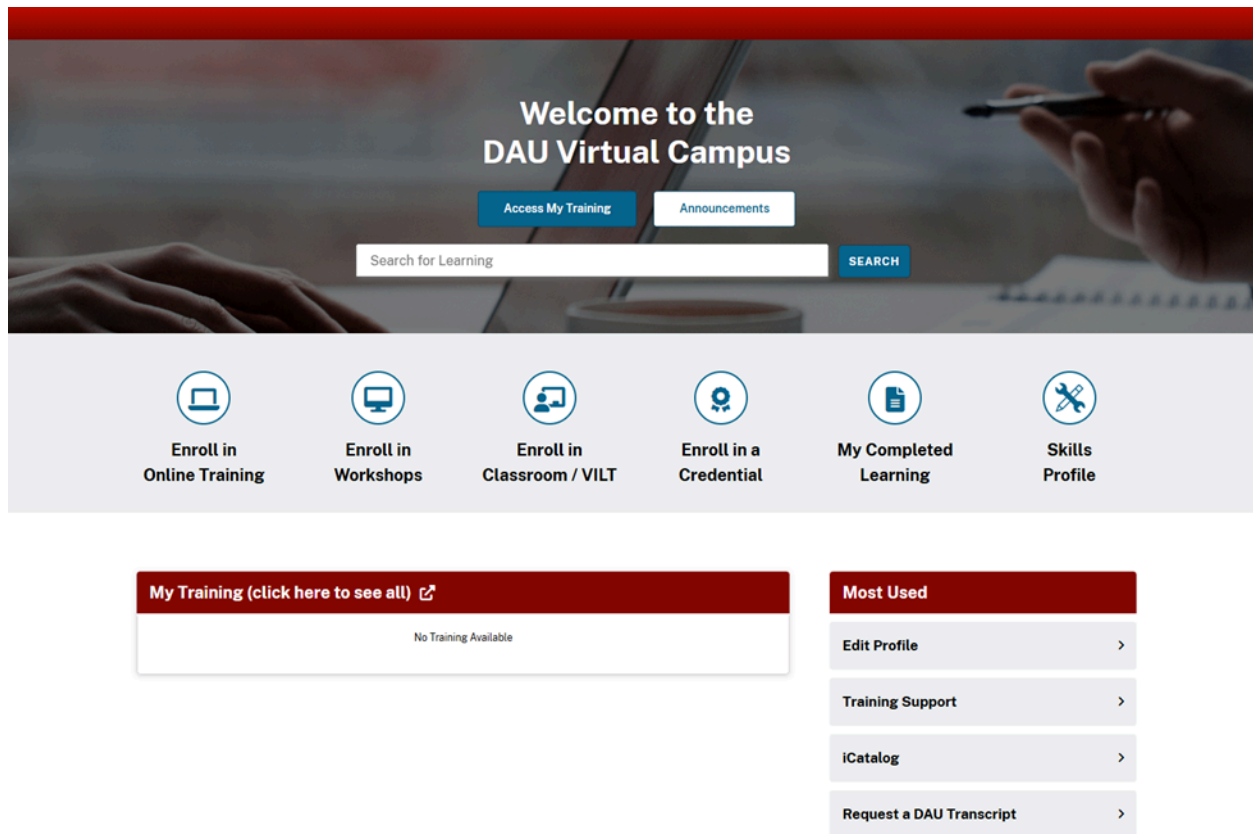 Welcome to the
DAU Virtual Campus
Access My Training
Announcements
Search for Learning
SEARCH
Enroll in
Online Training
Enroll in
Workshops
Enroll in
Classroom / VILT
Enroll in a
Credential
My Completed
Learning
Skills
Profile
My Training (click here to see all)
No Training Available
Most Used
Edit Profile
Training Support
iCatalog
Request a DAU Transcript